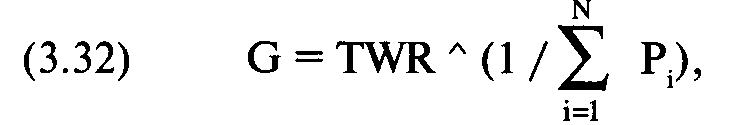 (3.32) G = TWR ^ (1 / ∑ P_i),
N
i=1